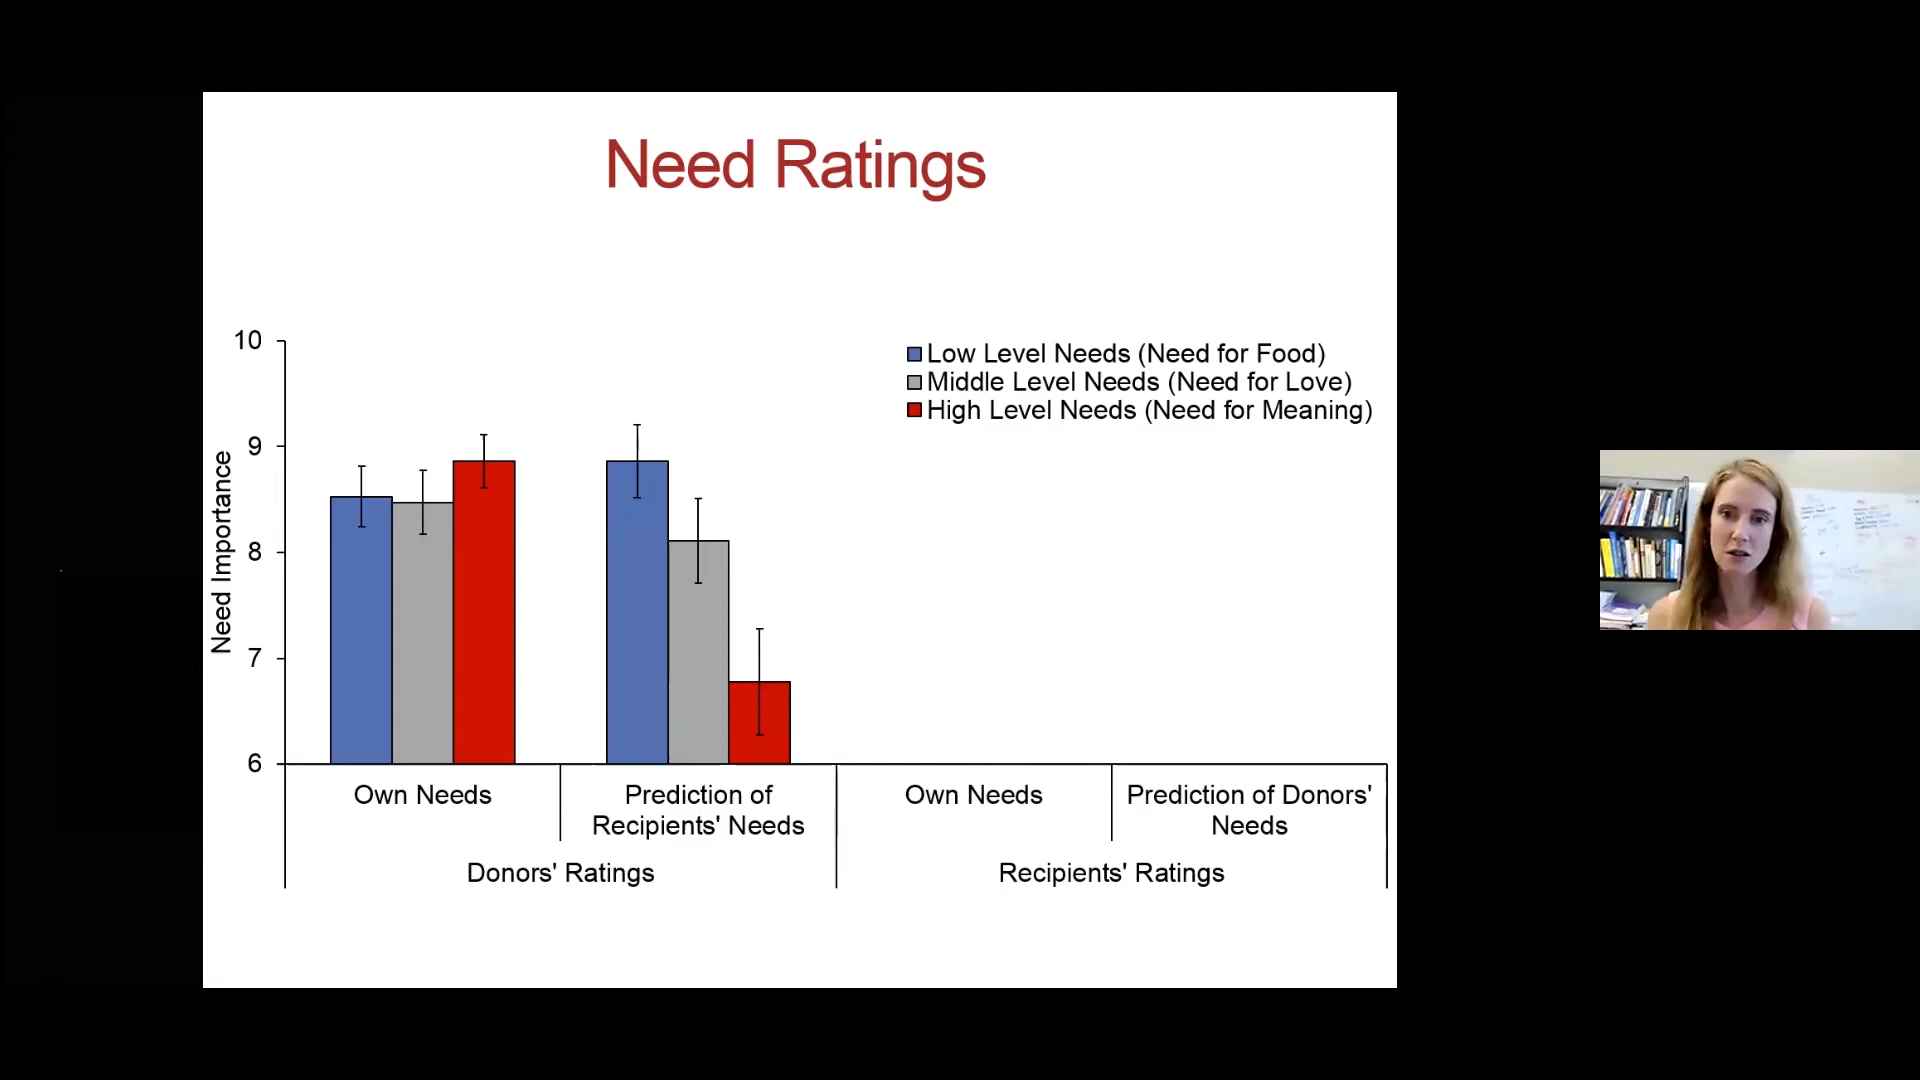 Need Ratings
10
9
8
7
6
Need Importance
Low Level Needs (Need for Food)
Middle Level Needs (Need for Love)
High Level Needs (Need for Meaning)
Own Needs
Prediction of
Recipients' Needs
Own Needs
Prediction of Donors'
Needs
Donors' Ratings
Recipients' Ratings